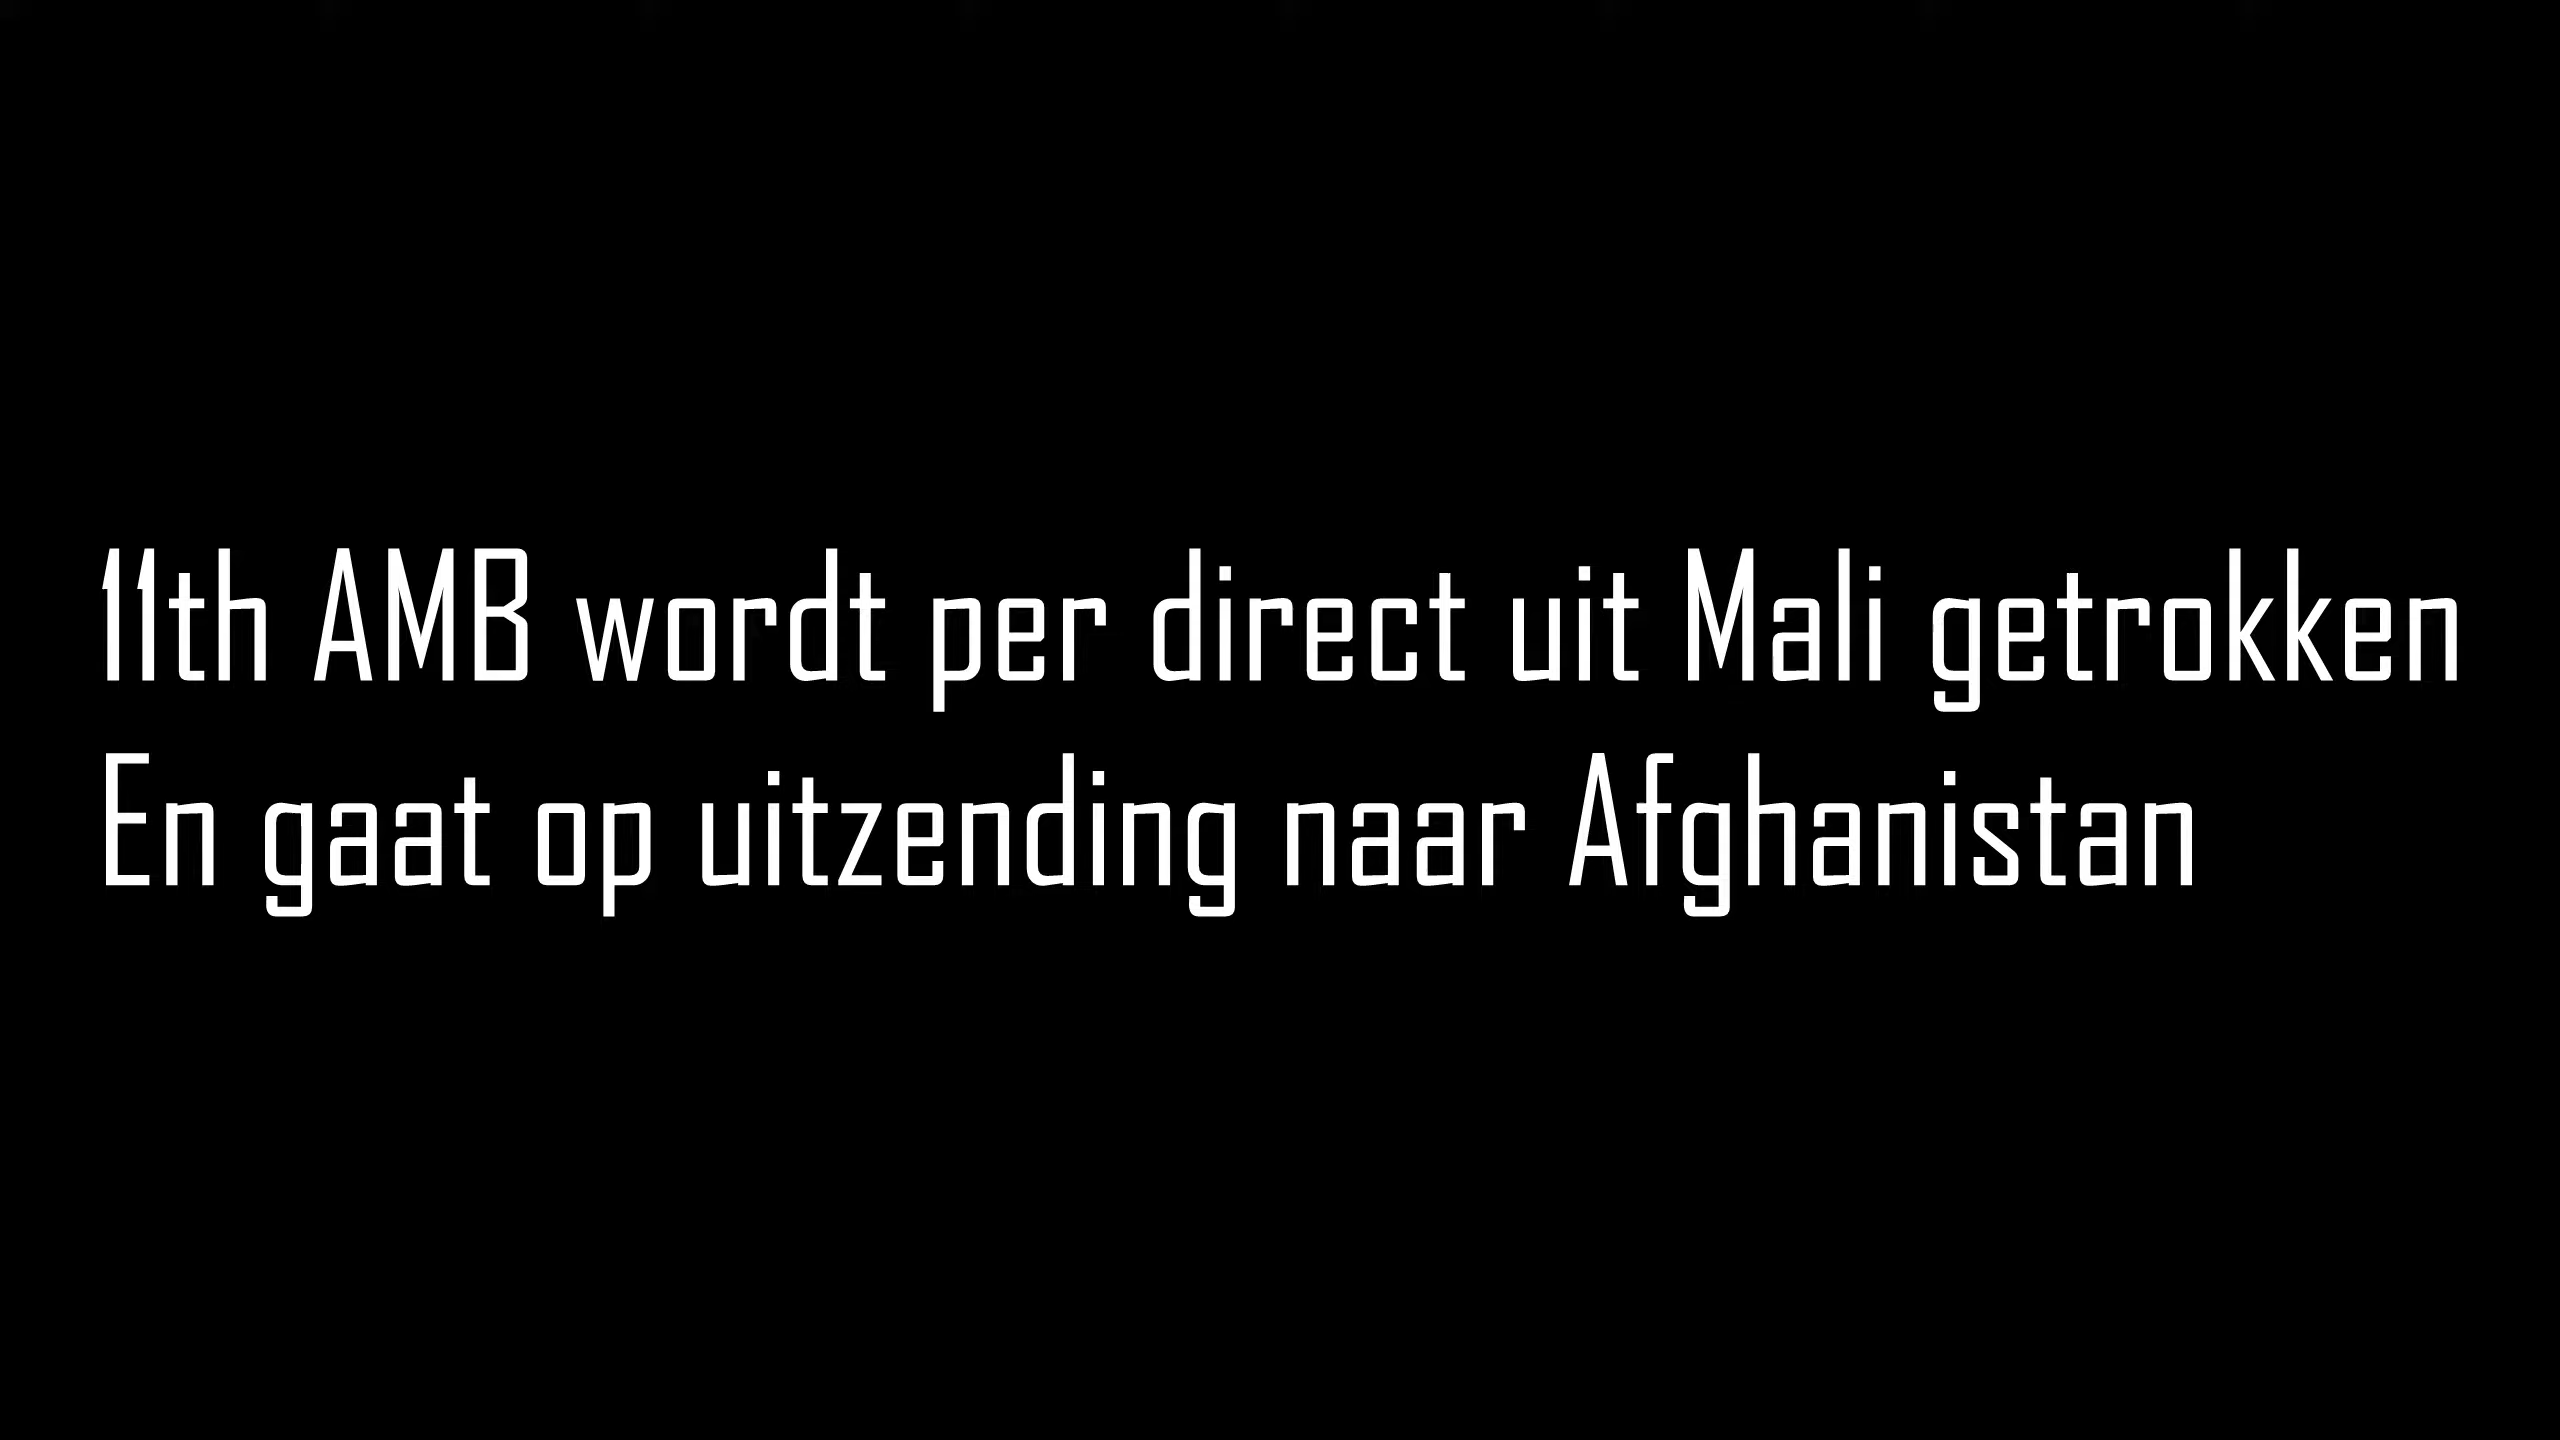 11th AMB wordt per direct uit Mali getrokken
En gaat op uitzending naar Afghanistan